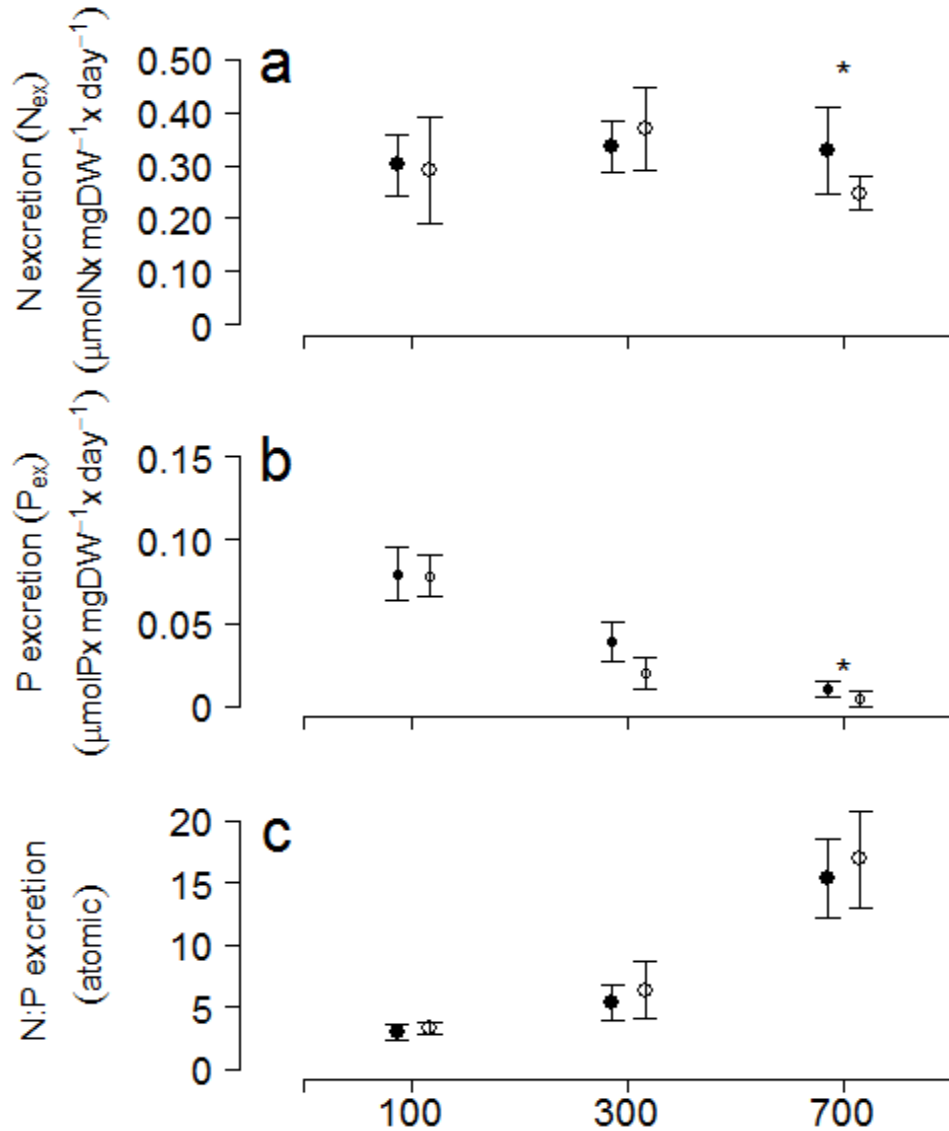 a
*
N excretion (Nex)
(μmolNx mgDW⁻¹x day⁻¹)
0.50
0.40
0.30
0.20
0.10
0
b
*
P excretion (Pex)
(μmolPx mgDW⁻¹x day⁻¹)
0.15
0.10
0.05
0
c
N:P excretion
(atomic)
20
15
10
5
0
100 300 700